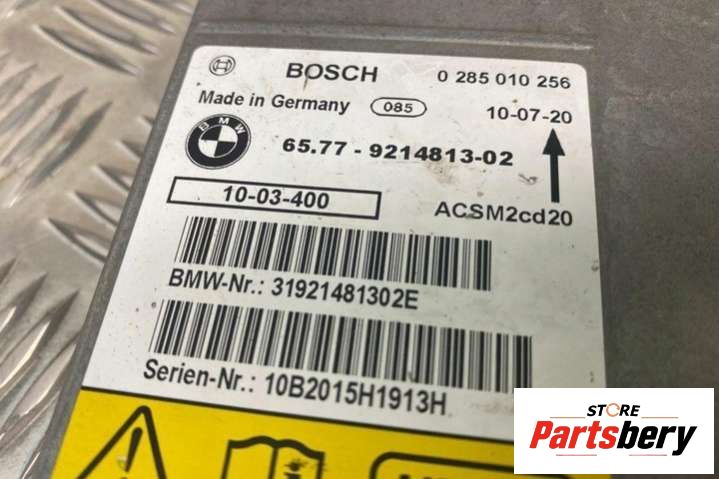 BOSCH 0 285 010 256
Made in Germany 085 10-07-20
BMW 65.77 - 9214813-02
10-03-400 ACSM2cd20
BMW-Nr.: 31921481302E
Serien-Nr.: 10B2015H1913H
STORE
Partsbery